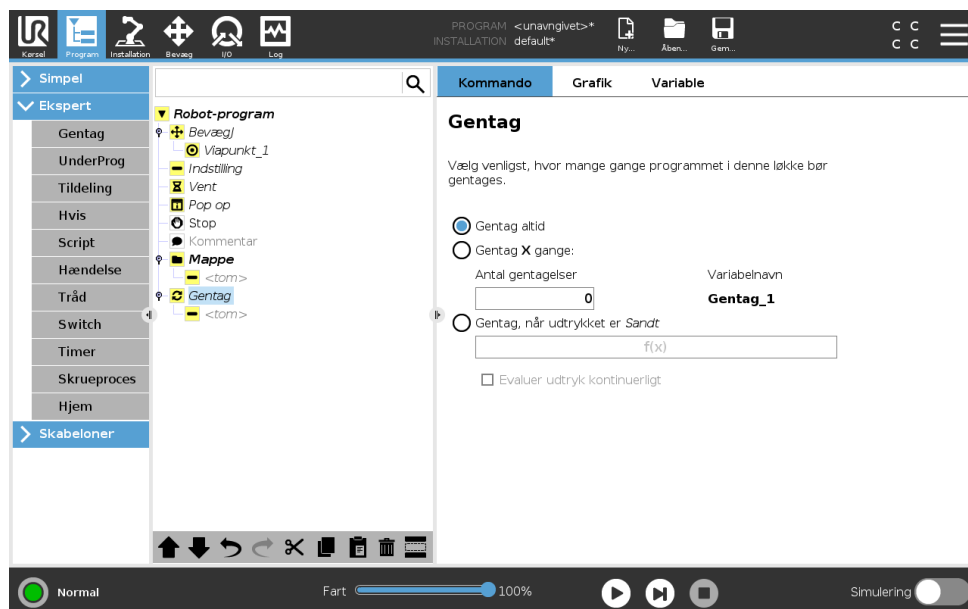 PROGRAM <unavngivet>*
INSTALLATION default*
UR
Kørsel Program Installation Bevæg I/O Log Ny... Åben... Gem...
C C
C C
Simpel
Ekspert
Gentag
UnderProg
Tildeling
Hvis
Script
Hændelse
Tråd
Switch
Timer
Skrueproces
Hjem
Skabeloner
Robot-program
BevægJ
Viapunkt_1
Indstilling
Vent
Pop op
Stop
Kommentar
Mappe
<tom>
Gentag
<tom>
Kommando Grafik Variable
Gentag
Vælg venligst, hvor mange gange programmet i denne løkke bør
gentages.
Gentag altid
Gentag X gange:
Antal gentagelser Variabelnavn
0 Gentag_1
Gentag, når udtrykket er Sandt
f(x)
Evaluer udtryk kontinuerligt
Normal Fart 100% Simulering